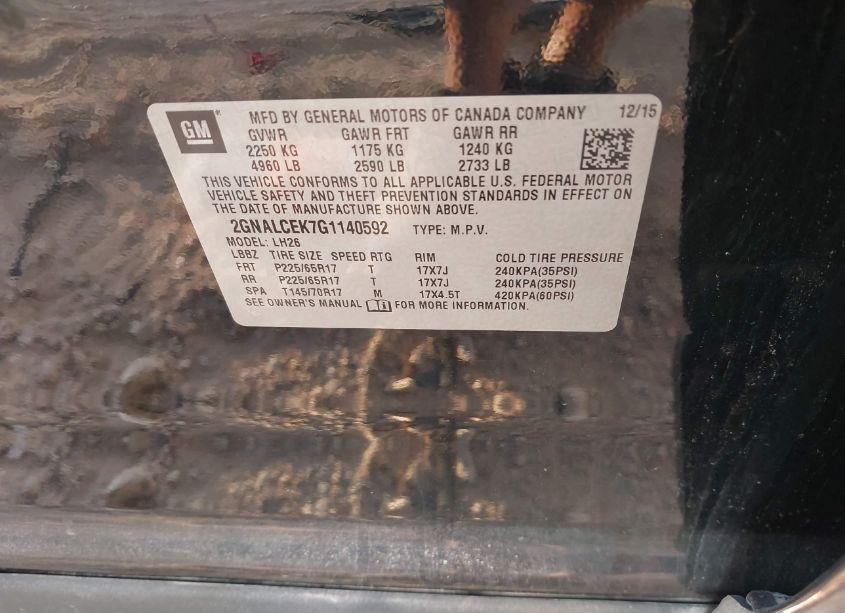 GM
MFD BY GENERAL MOTORS OF CANADA COMPANY 12/15
GVWR GAWR FRT GAWR RR
2250 KG 1175 KG 1240 KG
4960 LB 2590 LB 2733 LB
THIS VEHICLE CONFORMS TO ALL APPLICABLE U.S. FEDERAL MOTOR
VEHICLE SAFETY AND THEFT PREVENTION STANDARDS IN EFFECT ON
THE DATE OF MANUFACTURE SHOWN ABOVE.
2GNALCEK7G1140592 TYPE: M.P.V.
MODEL: LH26
LBBZ TIRE SIZE SPEED RTG RIM COLD TIRE PRESSURE
FRT P225/65R17 T 17X7J 240KPA(35PSI)
RR P225/65R17 T 17X7J 240KPA(35PSI)
SPA T145/70R17 M 17X4.5T 420KPA(60PSI)
SEE OWNER'S MANUAL FOR MORE INFORMATION.